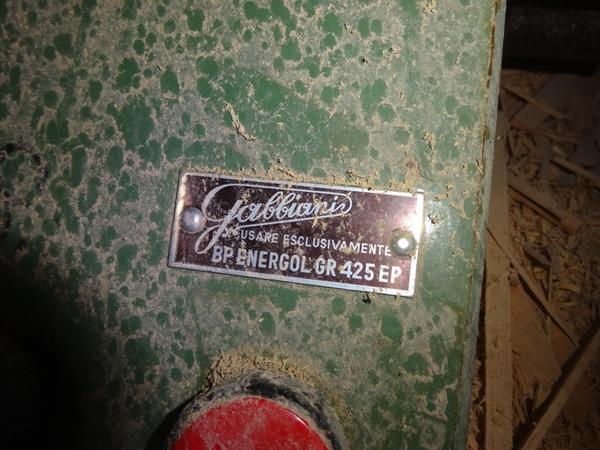 Gabbiani
USARE ESCLUSIVAMENTE
BP ENERGOL GR 425 EP